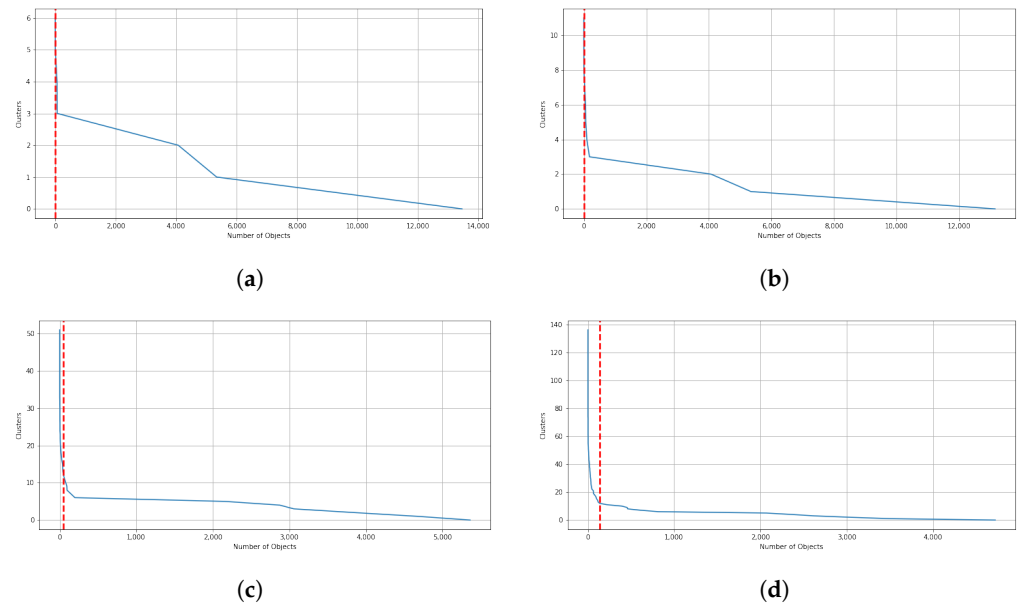 6
5
4
3
2
1
0
Clusters
0 2,000 4,000 6,000 8,000 10,000 12,000 14,000
Number of Objects
(a)
10
8
6
4
2
0
Clusters
0 2,000 4,000 6,000 8,000 10,000 12,000
Number of Objects
(b)
50
40
30
20
10
0
Clusters
0 1.000 2.000 3.000 4.000 5.000
Number of Objects
(c)
140
120
100
80
60
40
20
0
Clusters
0 1.000 2.000 3.000 4.000
Number of Objects
(d)